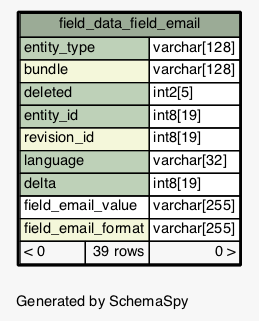 field_data_field_email
entity_type varchar[128]
bundle varchar[128]
deleted int2[5]
entity_id int8[19]
revision_id int8[19]
language varchar[32]
delta int8[19]
field_email_value varchar[255]
field_email_format varchar[255]
< 0 39 rows 0 >
Generated by SchemaSpy